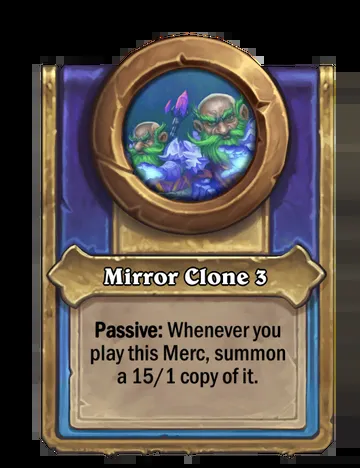 Mirror Clone 3
Passive: Whenever you
play this Merc, summon
a 15/1 copy of it.